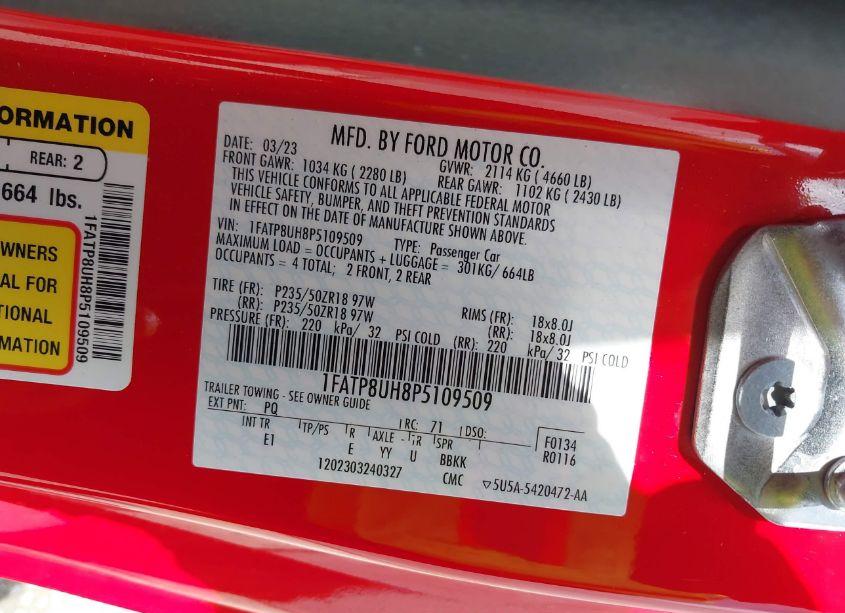 ORMATION
REAR: 2
664 lbs.
WNERS
AL FOR
TIONAL
FORMATION
1FATP8UH8P5109509
MFD. BY FORD MOTOR CO.
DATE: 03/23 GVWR: 2114 KG ( 4660 LB)
FRONT GAWR: 1034 KG ( 2280 LB) REAR GAWR: 1102 KG ( 2430 LB)
THIS VEHICLE CONFORMS TO ALL APPLICABLE FEDERAL MOTOR
VEHICLE SAFETY, BUMPER, AND THEFT PREVENTION STANDARDS
IN EFFECT ON THE DATE OF MANUFACTURE SHOWN ABOVE.
VIN: 1FATP8UH8P5109509 TYPE: Passenger Car
MAXIMUM LOAD = OCCUPANTS + LUGGAGE = 301KG/ 664LB
OCCUPANTS = 4 TOTAL; 2 FRONT, 2 REAR
TIRE (FR): P235/50ZR18 97W RIMS (FR): 18x8.0J
(RR): P235/50ZR18 97W (RR): 18x8.0J
PRESSURE (FR): 220 kPa/ 32 PSI COLD (RR): 220 kPa/32 PSI COLD
1FATP8UH8P5109509
TRAILER TOWING - SEE OWNER GUIDE
EXT PNT: PQ RC: 71 DSO: F0134
INT TR TP/PS R AXLE TR SPR R0116
E1 E YY U BBKK
1202303240327 CMC ▽5U5A-5420472-AA